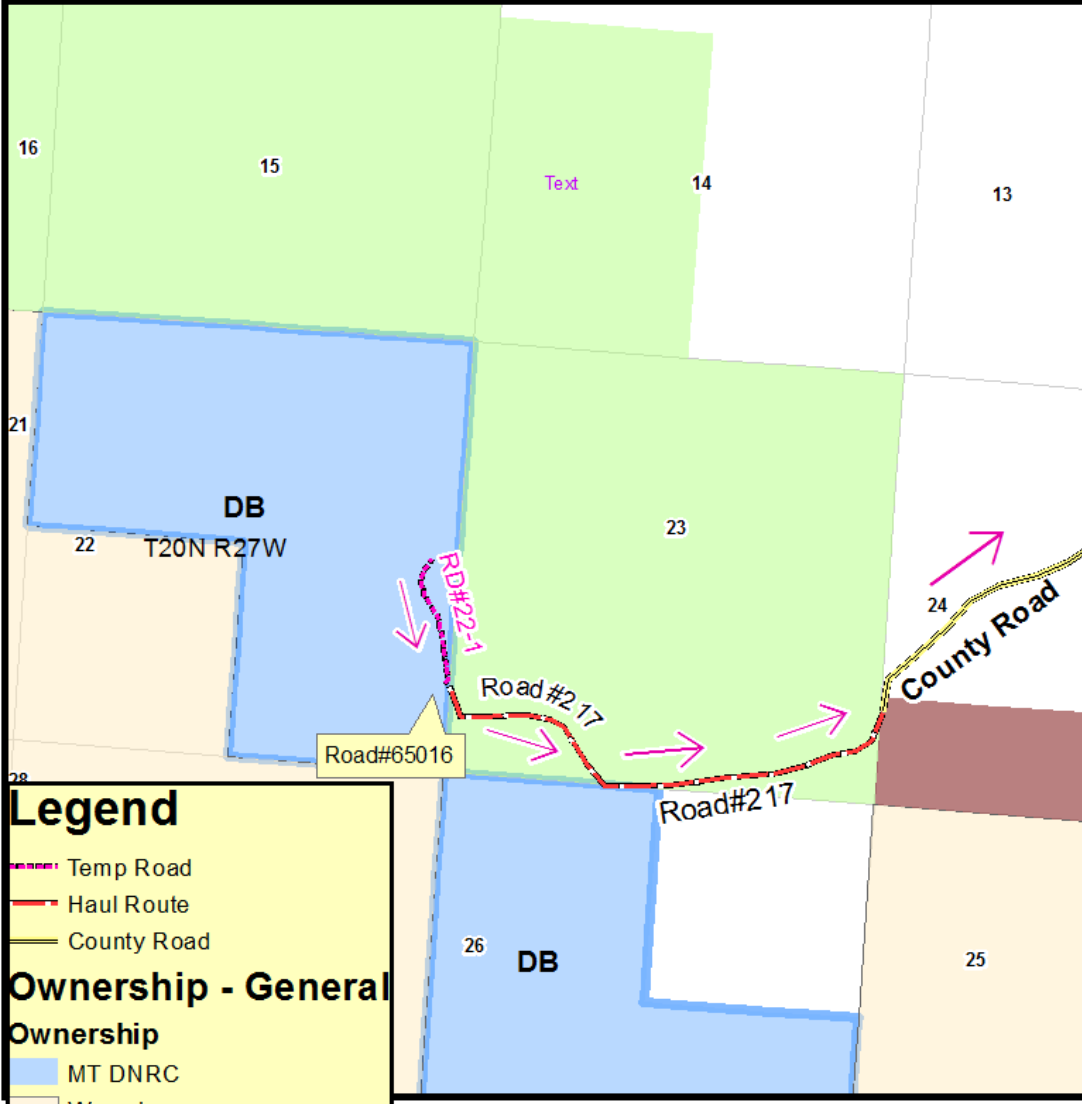 16
15
Text
14
13
21
DB
22
T20N R27W
23
RD#22-1
24
County Road
Road#217
Road#65016
Road#217
28
26
DB
25
Legend
Temp Road
Haul Route
County Road
Ownership - General
Ownership
MT DNRC